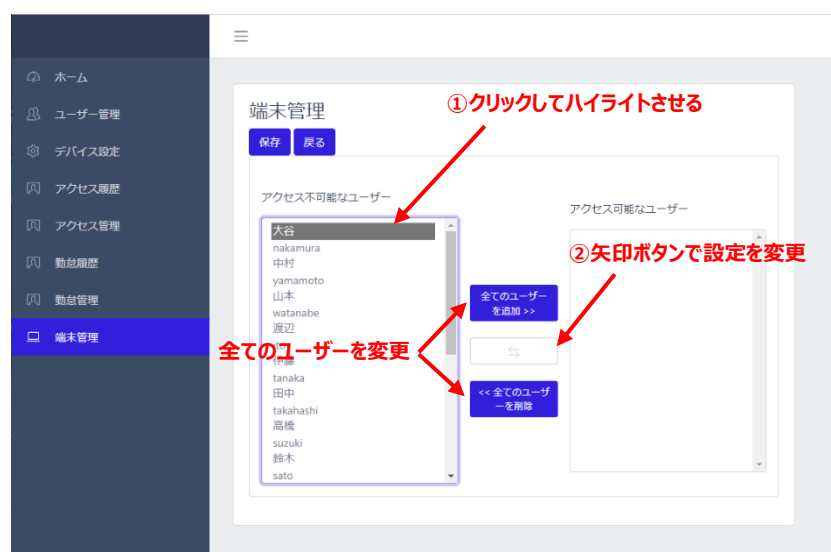 ホーム
ユーザー管理
デバイス設定
アクセス履歴
アクセス管理
勤怠履歴
勤怠管理
端末管理
端末管理
①クリックしてハイライトさせる
保存 戻る
アクセス不可能なユーザー
アクセス可能なユーザー
大谷
nakamura
中村
yamamoto
山本
watanabe
渡辺
ito
伊藤
tanaka
田中
takahashi
高橋
suzuki
鈴木
sato
②矢印ボタンで設定を変更
全てのユーザー
を追加 >>
全てのユーザーを変更
<< 全てのユーザ
ーを削除